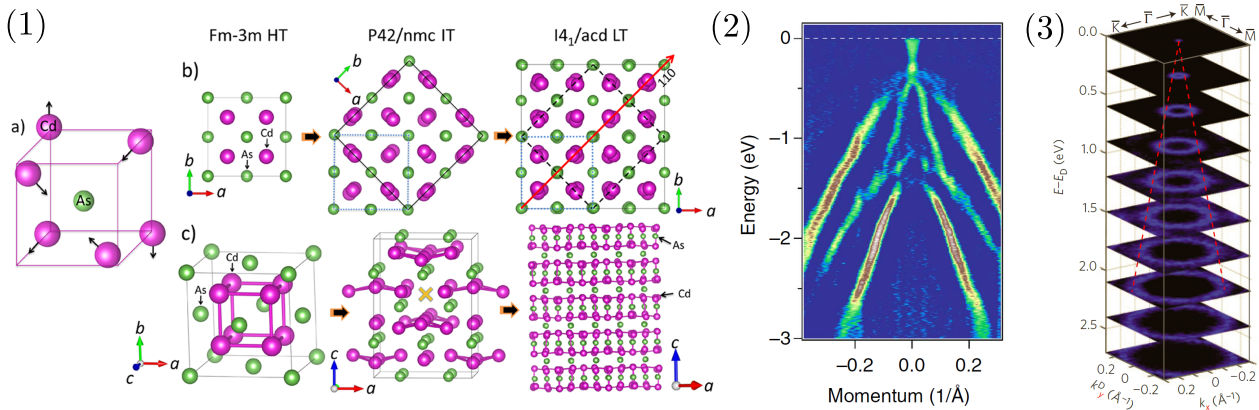 (1)
Fm-3m HT
P42/nmc IT
I4₁/acd LT
a)
Cd
As
b)
Cd
As
b
a
b
a
110
b
a
c)
Cd
As
b
a
c
c
a
As
Cd
c
a
(2)
0
−1
−2
−3
Energy (eV)
−0.2
0.0
0.2
Momentum (1/Å)
(3)
K̅
Γ̅
K̅
M̅
Γ̅
M̅
0.0
0.5
1.0
1.5
2.0
2.5
E−E_D (eV)
0.2
0
−0.2
k_y^D (Å⁻¹)
−0.2
0
0.2
k_x (Å⁻¹)